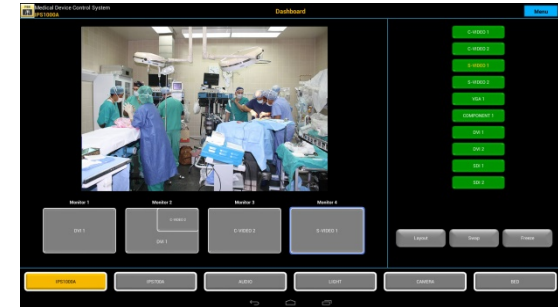 Medical Device Control System
IPS1000A
Dashboard
Menu
C-VIDEO 1
C-VIDEO 2
S-VIDEO 1
S-VIDEO 2
VGA 1
COMPONENT 1
DVI 1
DVI 2
SDI 1
SDI 2
Monitor 1
Monitor 2
Monitor 3
Monitor 4
DVI 1
C-VIDEO 2
DVI 1
C-VIDEO 2
S-VIDEO 1
Layout
Swap
Freeze
IPS1000A
IPS700A
AUDIO
LIGHT
CAMERA
BED